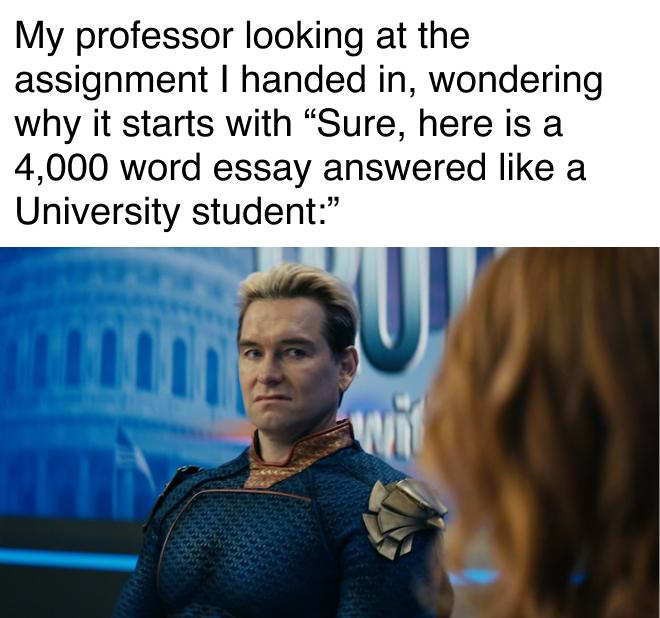 My professor looking at the
assignment I handed in, wondering
why it starts with “Sure, here is a
4,000 word essay answered like a
University student:”
with